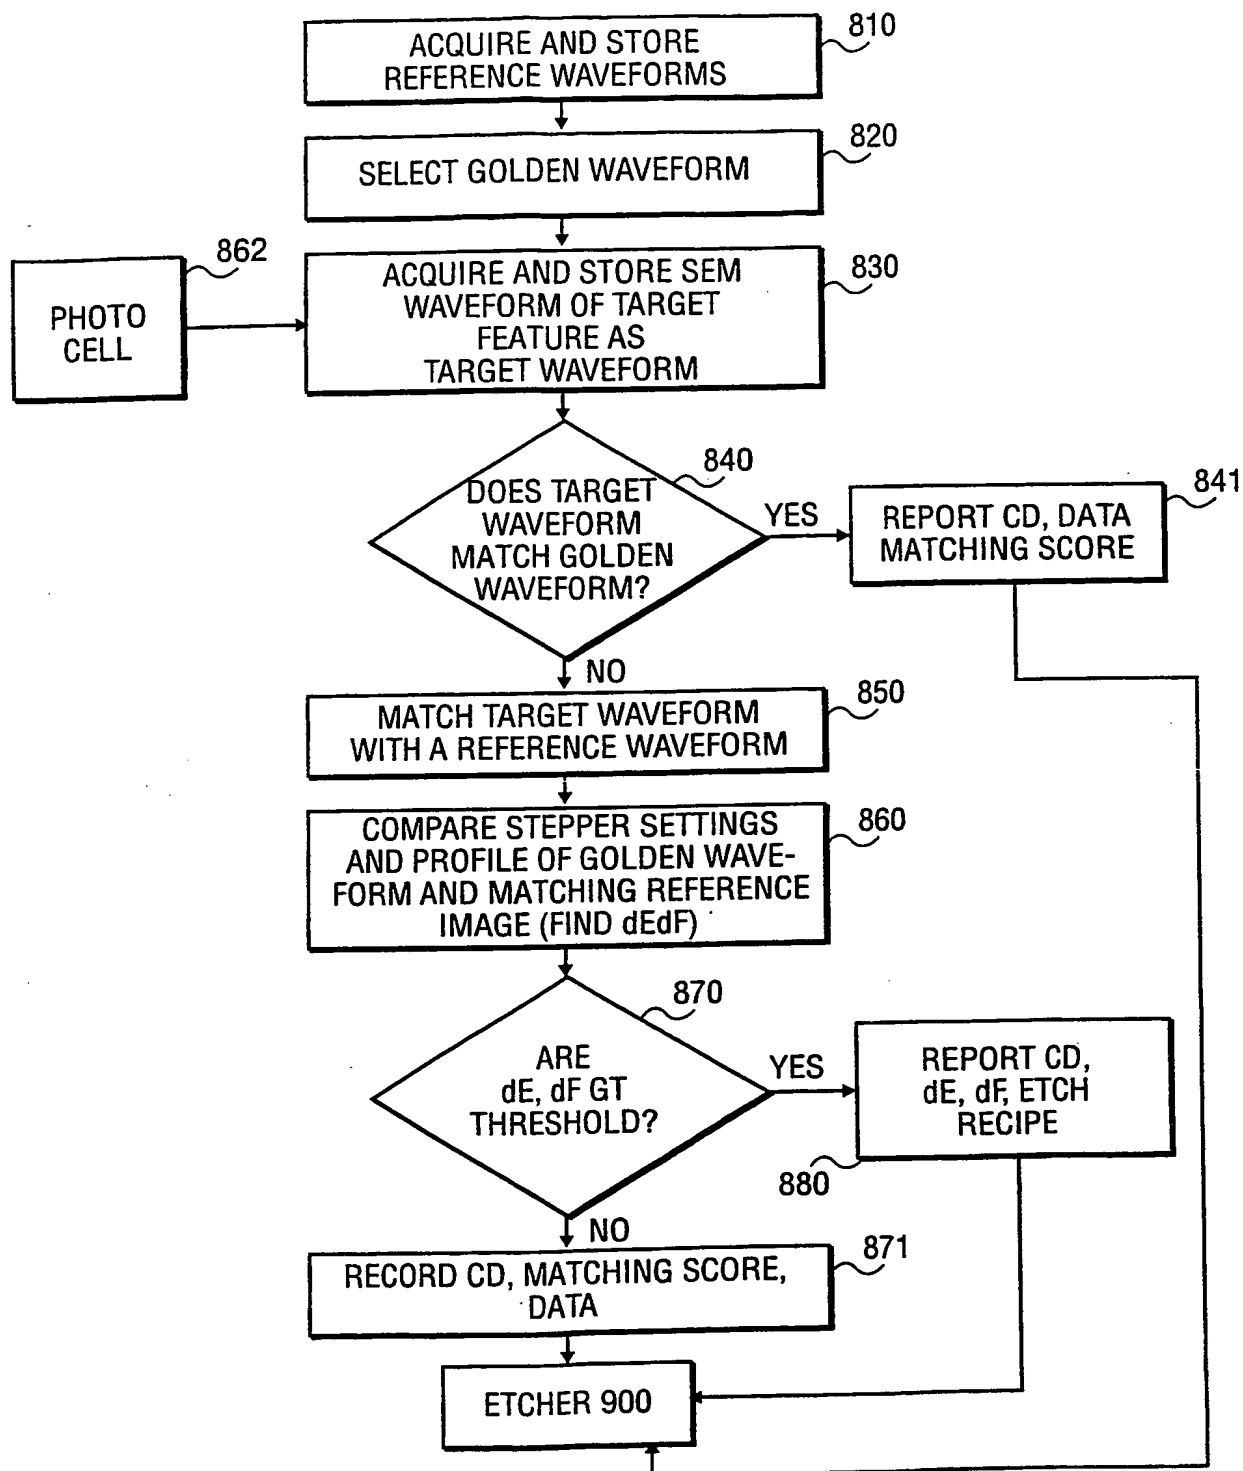 810
ACQUIRE AND STORE
REFERENCE WAVEFORMS
820
SELECT GOLDEN WAVEFORM
862
PHOTO
CELL
830
ACQUIRE AND STORE SEM
WAVEFORM OF TARGET
FEATURE AS
TARGET WAVEFORM
840
DOES TARGET
WAVEFORM
MATCH GOLDEN
WAVEFORM?
YES
841
REPORT CD, DATA
MATCHING SCORE
NO
850
MATCH TARGET WAVEFORM
WITH A REFERENCE WAVEFORM
860
COMPARE STEPPER SETTINGS
AND PROFILE OF GOLDEN WAVE-
FORM AND MATCHING REFERENCE
IMAGE (FIND dEdF)
870
ARE
dE, dF GT
THRESHOLD?
YES
REPORT CD,
dE, dF, ETCH
RECIPE
880
NO
871
RECORD CD, MATCHING SCORE,
DATA
ETCHER 900